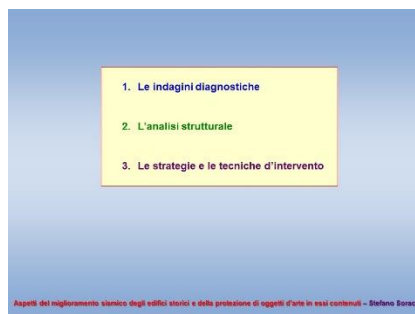 1. Le indagini diagnostiche
2. L'analisi strutturale
3. Le strategie e le tecniche d'intervento
Aspetti del miglioramento sismico degli edifici storici e della protezione di oggetti d'arte in essi contenuti – Stefano Sorac